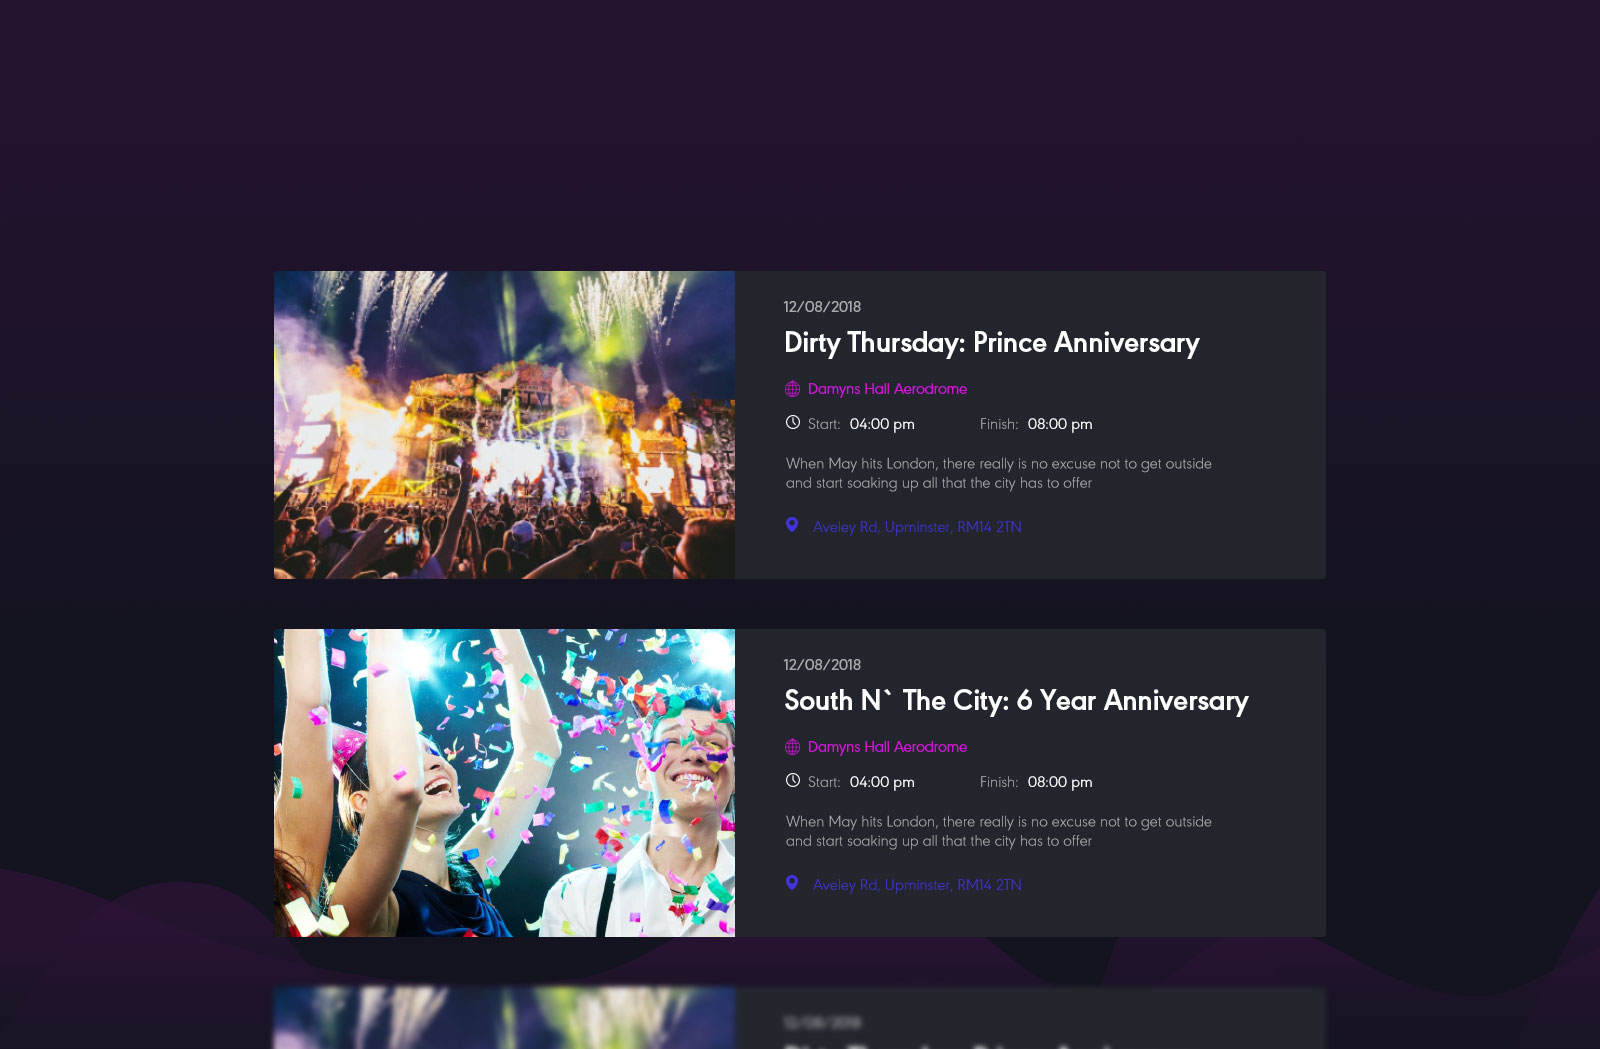 12/08/2018
Dirty Thursday: Prince Anniversary
Damyns Hall Aerodrome
Start: 04:00 pm Finish: 08:00 pm
When May hits London, there really is no excuse not to get outside
and start soaking up all that the city has to offer
Aveley Rd, Upminster, RM14 2TN
12/08/2018
South N` The City: 6 Year Anniversary
Damyns Hall Aerodrome
Start: 04:00 pm Finish: 08:00 pm
When May hits London, there really is no excuse not to get outside
and start soaking up all that the city has to offer
Aveley Rd, Upminster, RM14 2TN
12/08/2018